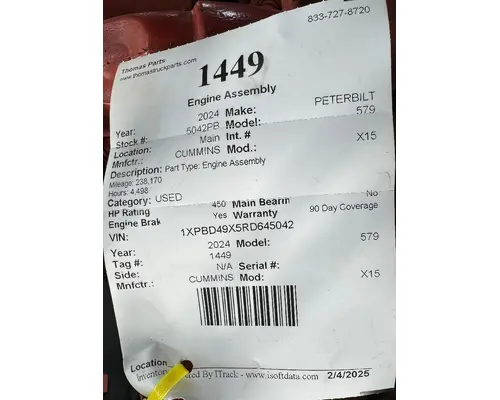 Thomas Parts
www.thomastruckparts.com
833-727-8720
1449
Engine Assembly
Year: 2024 Make: PETERBILT
Stock #: 5042PB Model: 579
Location: Main Int. #
Mnfctr.: CUMMINS Mod.: X15
Description: Part Type: Engine Assembly
Mileage: 238,170
Hours: 4,498
Category: USED
HP Rating 450 Main Bearin No
Engine Brak Yes Warranty 90 Day Coverage
VIN: 1XPBD49X5RD645042
Year: 2024 Model: 579
Tag #: 1449
Side: N/A Serial #:
Mnfctr.: CUMMINS Mod: X15
Location
Inventory By ITrack - www.isoftdata.com 2/4/2025